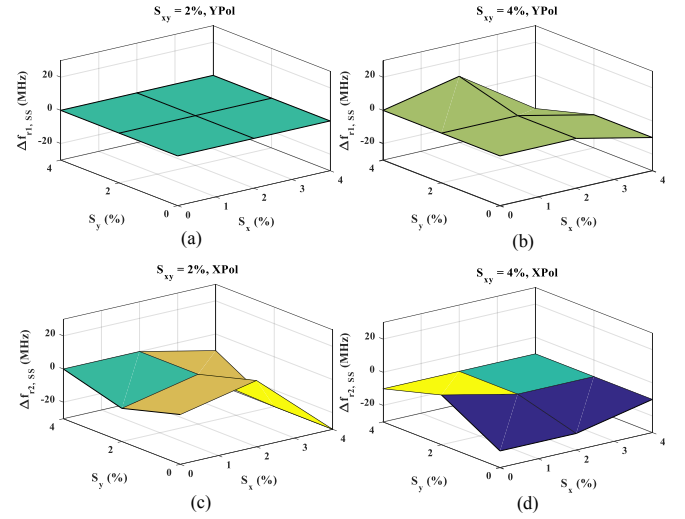 S_xy = 2%, YPol
Δf_r1, SS (MHz)
20
0
-20
4
2
0
S_y (%)
0
1
2
3
4
S_x (%)
(a)
S_xy = 4%, YPol
Δf_r1, SS (MHz)
20
0
-20
4
2
0
S_y (%)
0
1
2
3
4
S_x (%)
(b)
S_xy = 2%, XPol
Δf_r2, SS (MHz)
20
0
-20
4
2
0
S_y (%)
0
1
2
3
4
S_x (%)
(c)
S_xy = 4%, XPol
Δf_r2, SS (MHz)
20
0
-20
4
2
0
S_y (%)
0
1
2
3
4
S_x (%)
(d)